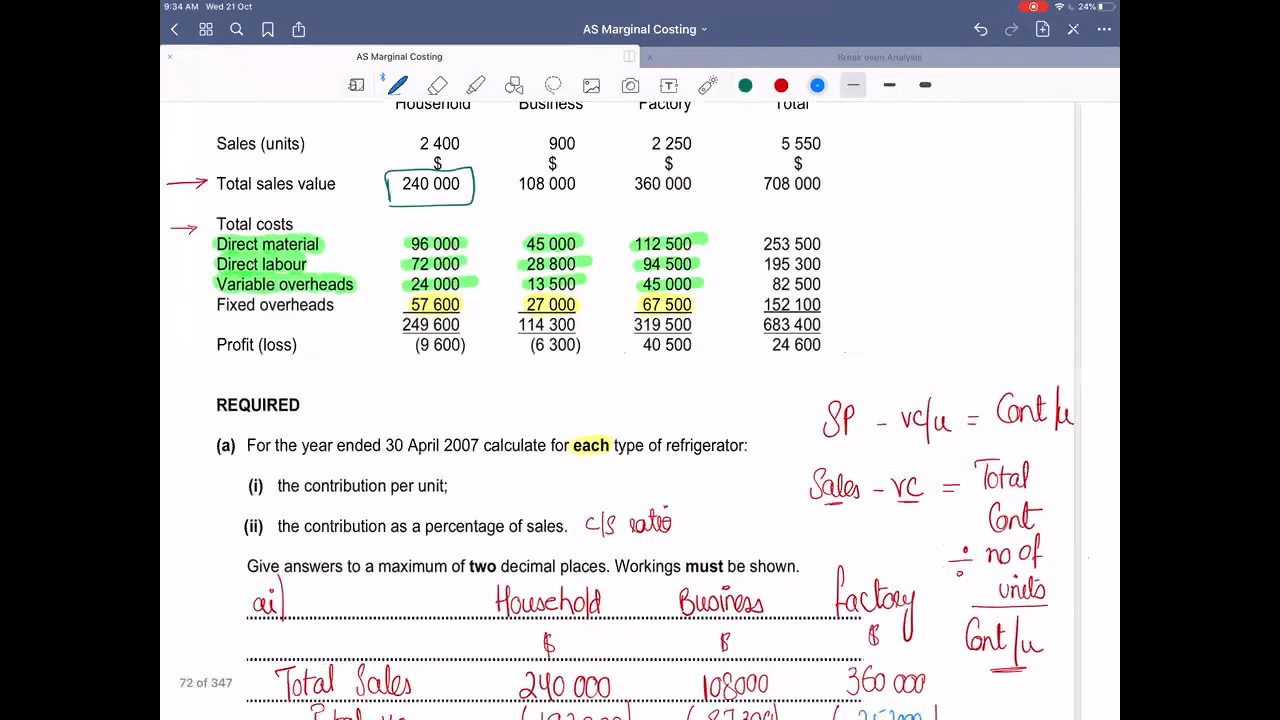 9:34 AM Wed 21 Oct
24%
AS Marginal Costing
AS Marginal Costing
Break even Analysis
Household Business Factory Total
Sales (units) 2 400 900 2 250 5 550
$ $ $ $
Total sales value 240 000 108 000 360 000 708 000
Total costs
Direct material 96 000 45 000 112 500 253 500
Direct labour 72 000 28 800 94 500 195 300
Variable overheads 24 000 13 500 45 000 82 500
Fixed overheads 57 600 27 000 67 500 152 100
249 600 114 300 319 500 683 400
Profit (loss) (9 600) (6 300) 40 500 24 600
REQUIRED
SP - vc/u = Cont/u
(a) For the year ended 30 April 2007 calculate for each type of refrigerator:
(i) the contribution per unit;
Sales - vc = Total
Cont
(ii) the contribution as a percentage of sales. c/s ratio
÷ no of
units
Give answers to a maximum of two decimal places. Workings must be shown.
Cont/u
ai) Household Business Factory
$ $ $
72 of 347
Total Sales 240 000 108000 360 000